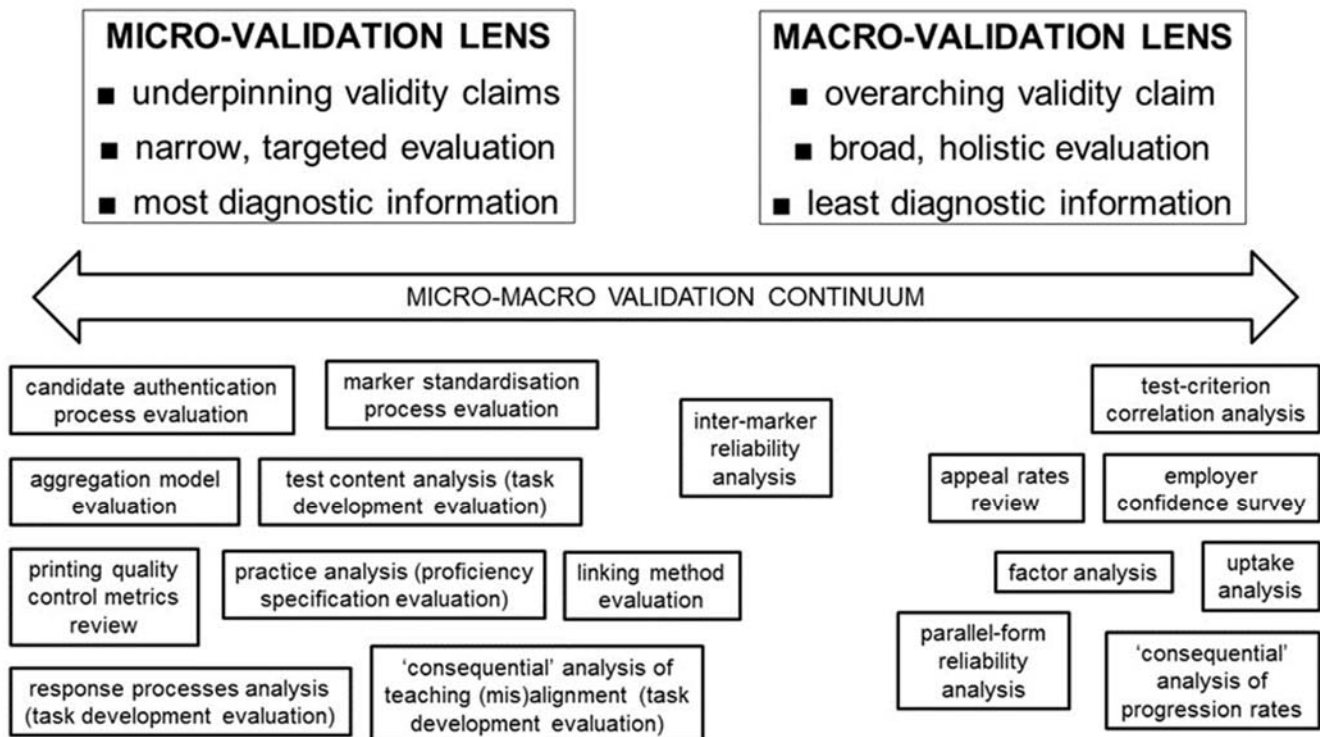 MICRO-VALIDATION LENS
■ underpinning validity claims
■ narrow, targeted evaluation
■ most diagnostic information
MACRO-VALIDATION LENS
■ overarching validity claim
■ broad, holistic evaluation
■ least diagnostic information
MICRO-MACRO VALIDATION CONTINUUM
candidate authentication
process evaluation
marker standardisation
process evaluation
inter-marker
reliability
analysis
test-criterion
correlation analysis
aggregation model
evaluation
test content analysis (task
development evaluation)
appeal rates
review
employer
confidence survey
printing quality
control metrics
review
practice analysis (proficiency
specification evaluation)
linking method
evaluation
factor analysis
uptake
analysis
response processes analysis
(task development evaluation)
‘consequential’ analysis of
teaching (mis)alignment (task
development evaluation)
parallel-form
reliability
analysis
‘consequential’
analysis of
progression rates